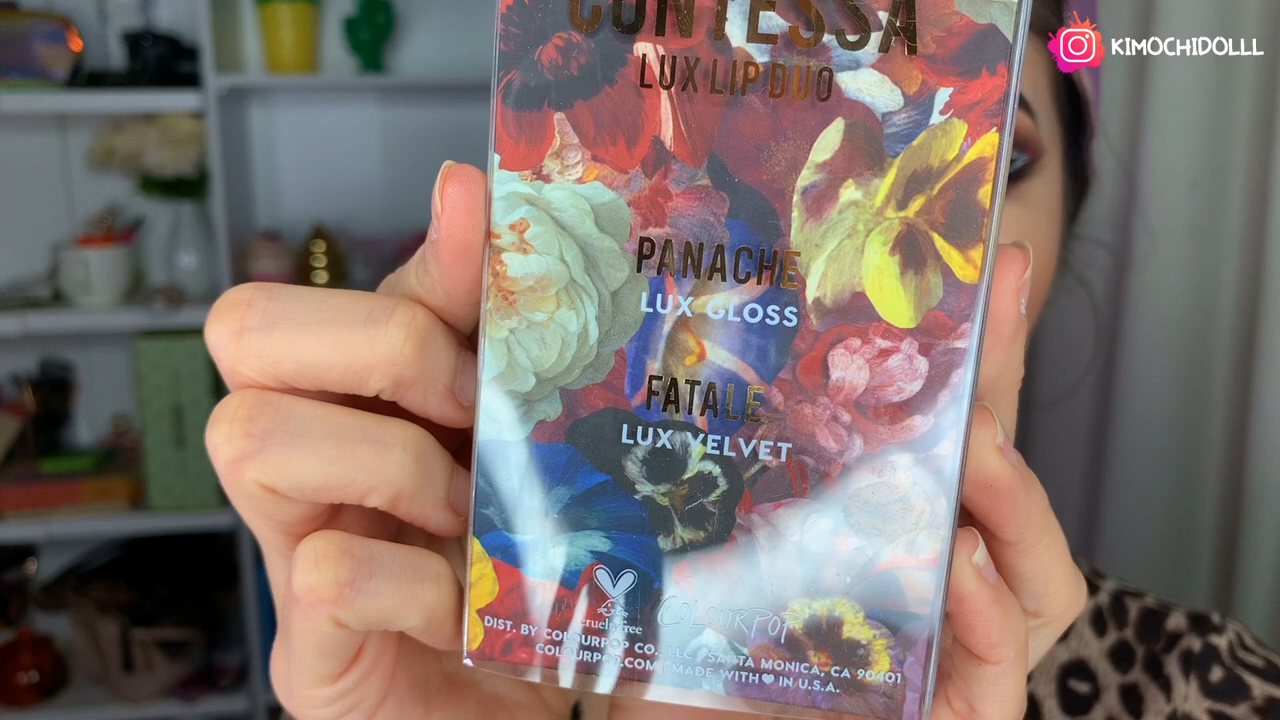 KIMOCHIDOLLL
CONTESSA
LUX LIP DUO
PANACHE
LUX GLOSS
FATALE
LUX VELVET
cruelty free
COLOURPOP
DIST. BY COLOURPOP CO., LLC / SANTA MONICA, CA 90401
COLOURPOP.COM | MADE WITH ♥ IN U.S.A.